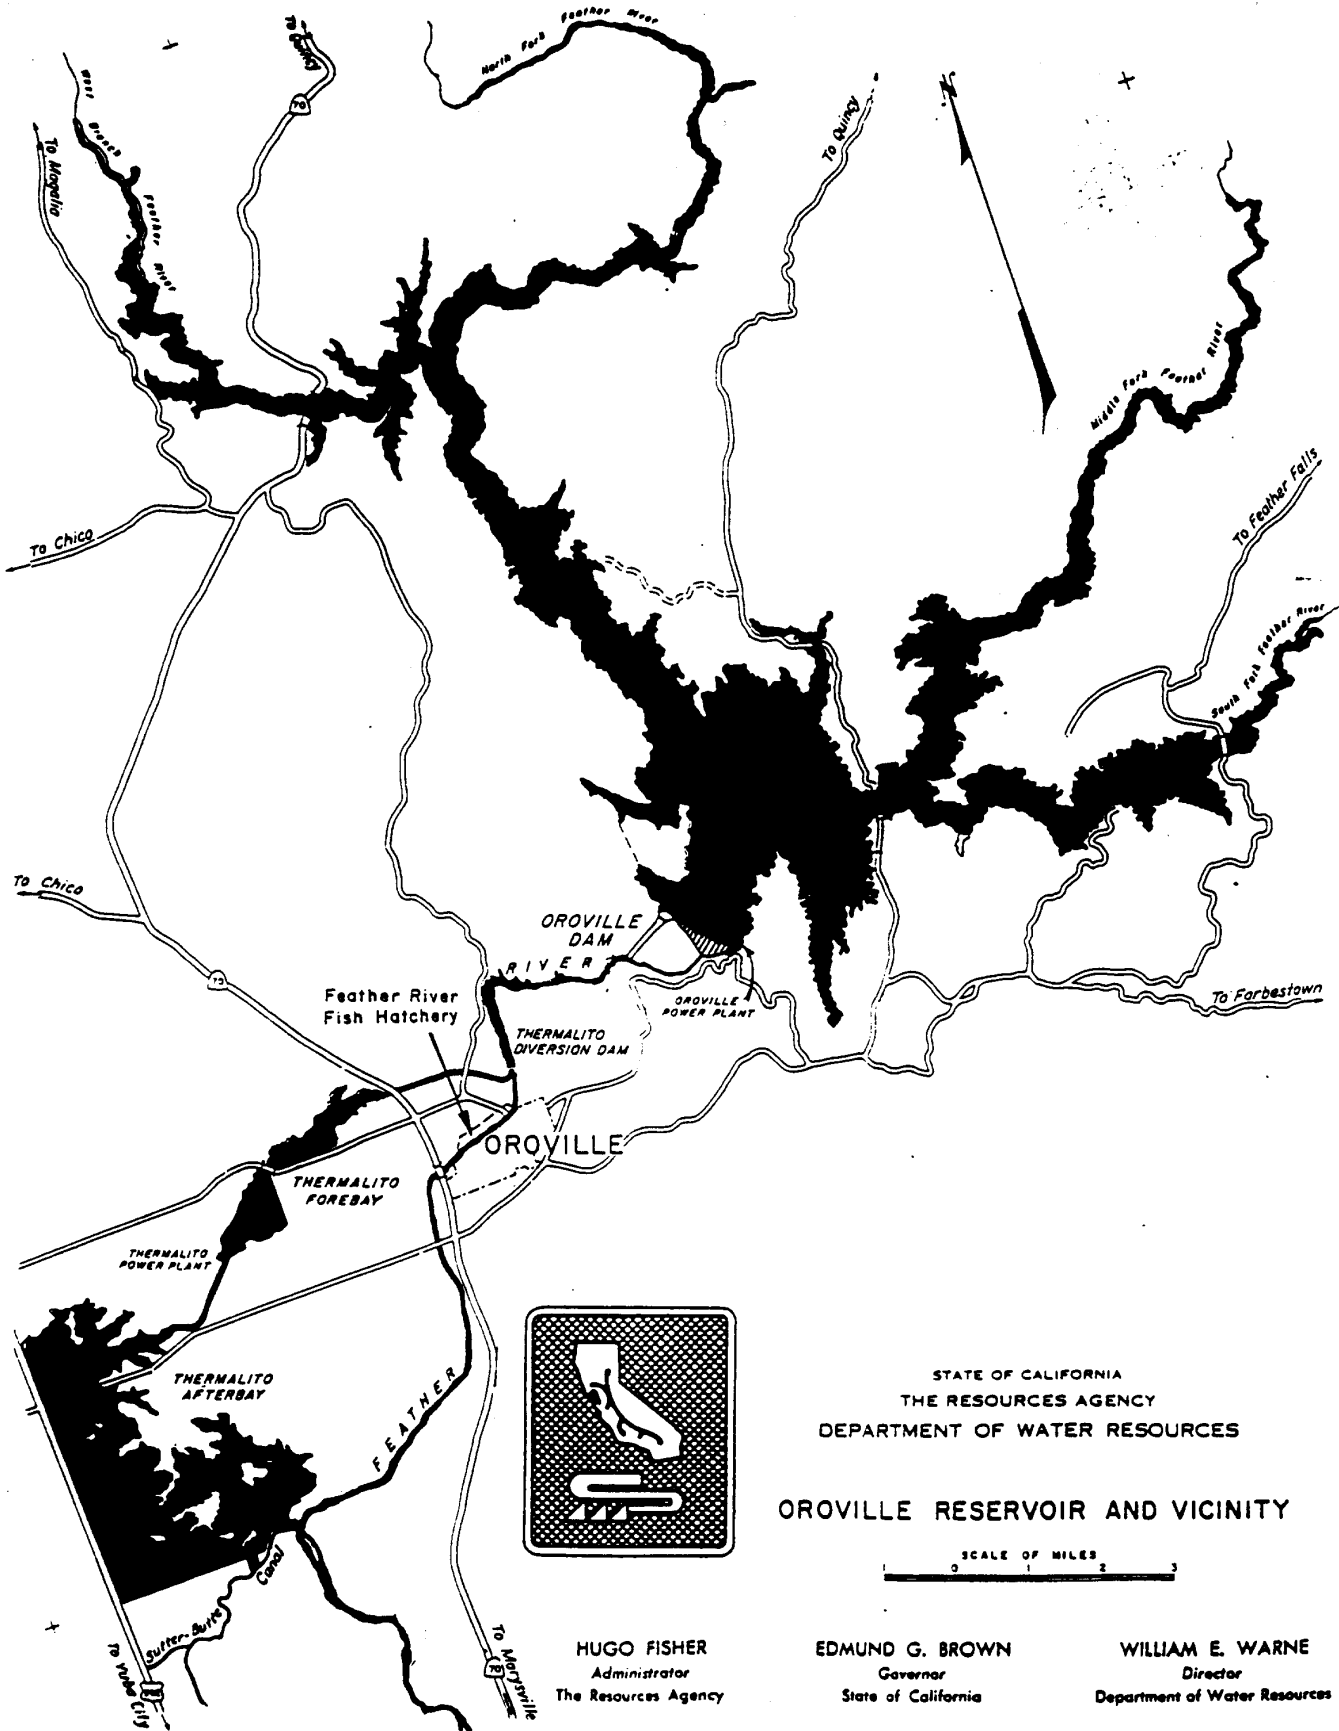 To Quincy
70
North Fork Feather River
West Branch Feather River
To Magalia
To Quincy
N
Middle Fork Feather River
To Feather Falls
South Fork Feather River
To Chico
To Chico
70
OROVILLE
DAM
RIVER
OROVILLE
POWER PLANT
To Forbestown
Feather River
Fish Hatchery
THERMALITO
DIVERSION DAM
OROVILLE
THERMALITO
FOREBAY
THERMALITO
POWER PLANT
THERMALITO
AFTERBAY
FEATHER
Sutter-Butte Canal
To Yuba City
To Marysville
70
STATE OF CALIFORNIA
THE RESOURCES AGENCY
DEPARTMENT OF WATER RESOURCES
OROVILLE RESERVOIR AND VICINITY
SCALE OF MILES
1 0 1 2 3
HUGO FISHER
Administrator
The Resources Agency
EDMUND G. BROWN
Governor
State of California
WILLIAM E. WARNE
Director
Department of Water Resources